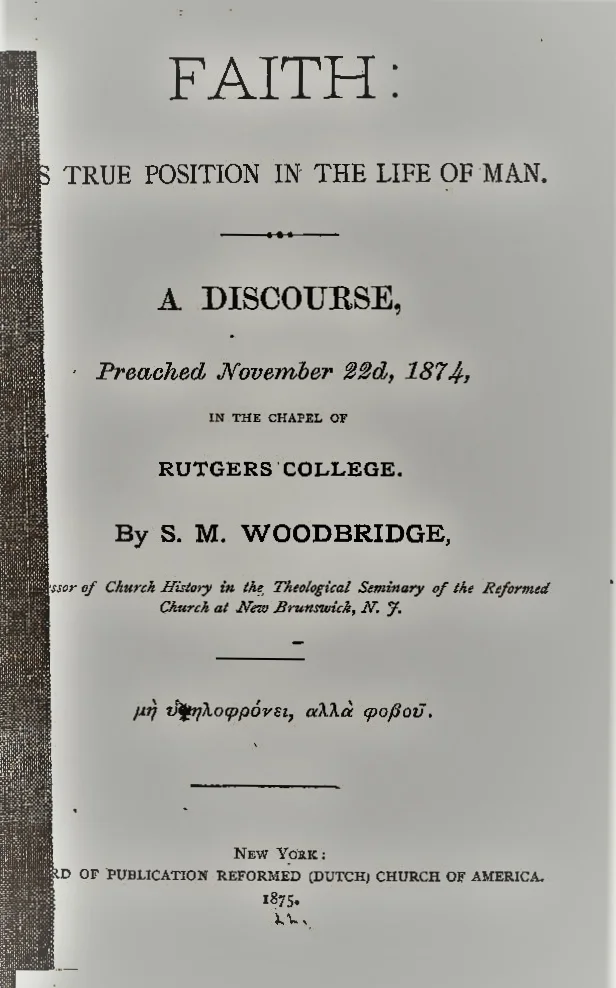 FAITH:
S TRUE POSITION IN THE LIFE OF MAN.
A DISCOURSE,
Preached November 22d, 1874,
IN THE CHAPEL OF
RUTGERS COLLEGE.
By S. M. WOODBRIDGE,
ssor of Church History in the Theological Seminary of the Reformed
Church at New Brunswick, N. J.
μὴ ὑψηλοφρόνει, αλλὰ φοβοῦ.
NEW YORK:
RD OF PUBLICATION REFORMED (DUTCH) CHURCH OF AMERICA.
1875.